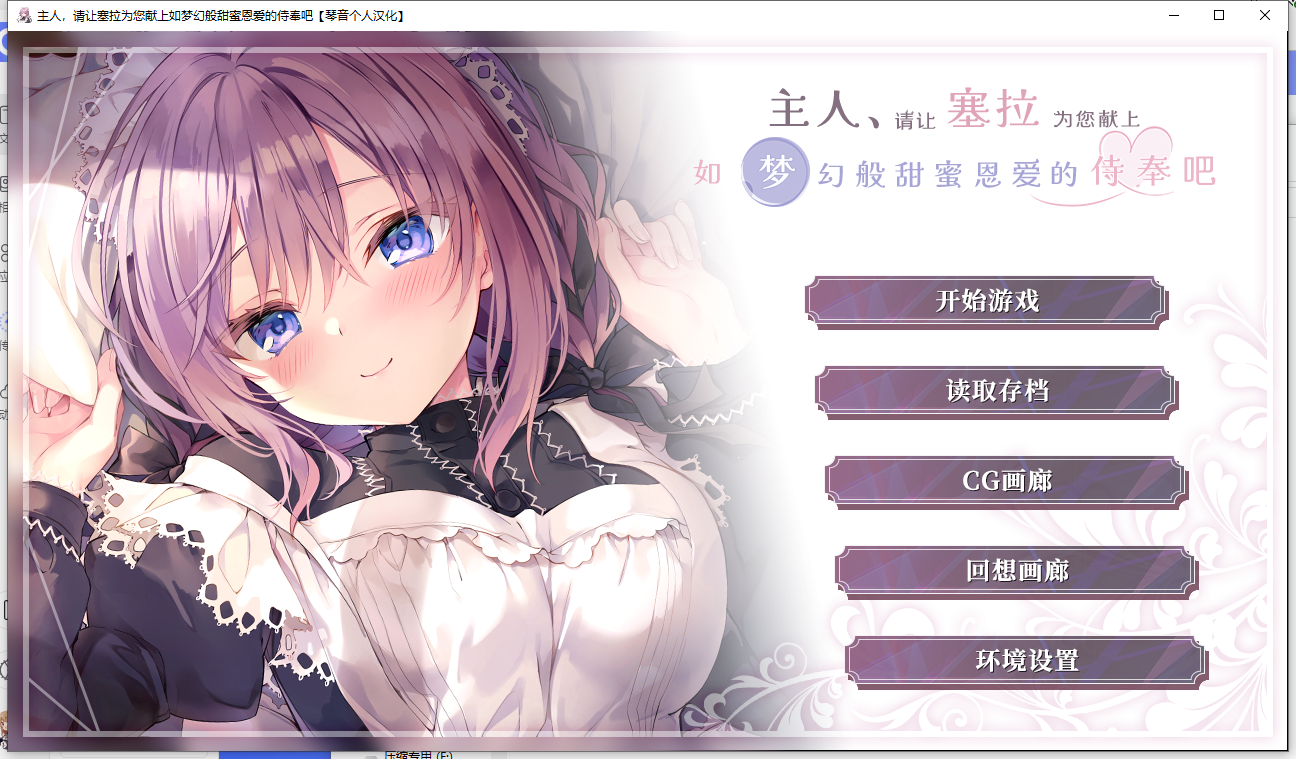 主人，请让塞拉为您献上如梦幻般甜蜜恩爱的侍奉吧【琴音个人汉化】
主人、请让 塞拉 为您献上
如 梦 幻般甜蜜恩爱的 侍奉吧
开始游戏
读取存档
CG画廊
回想画廊
环境设置